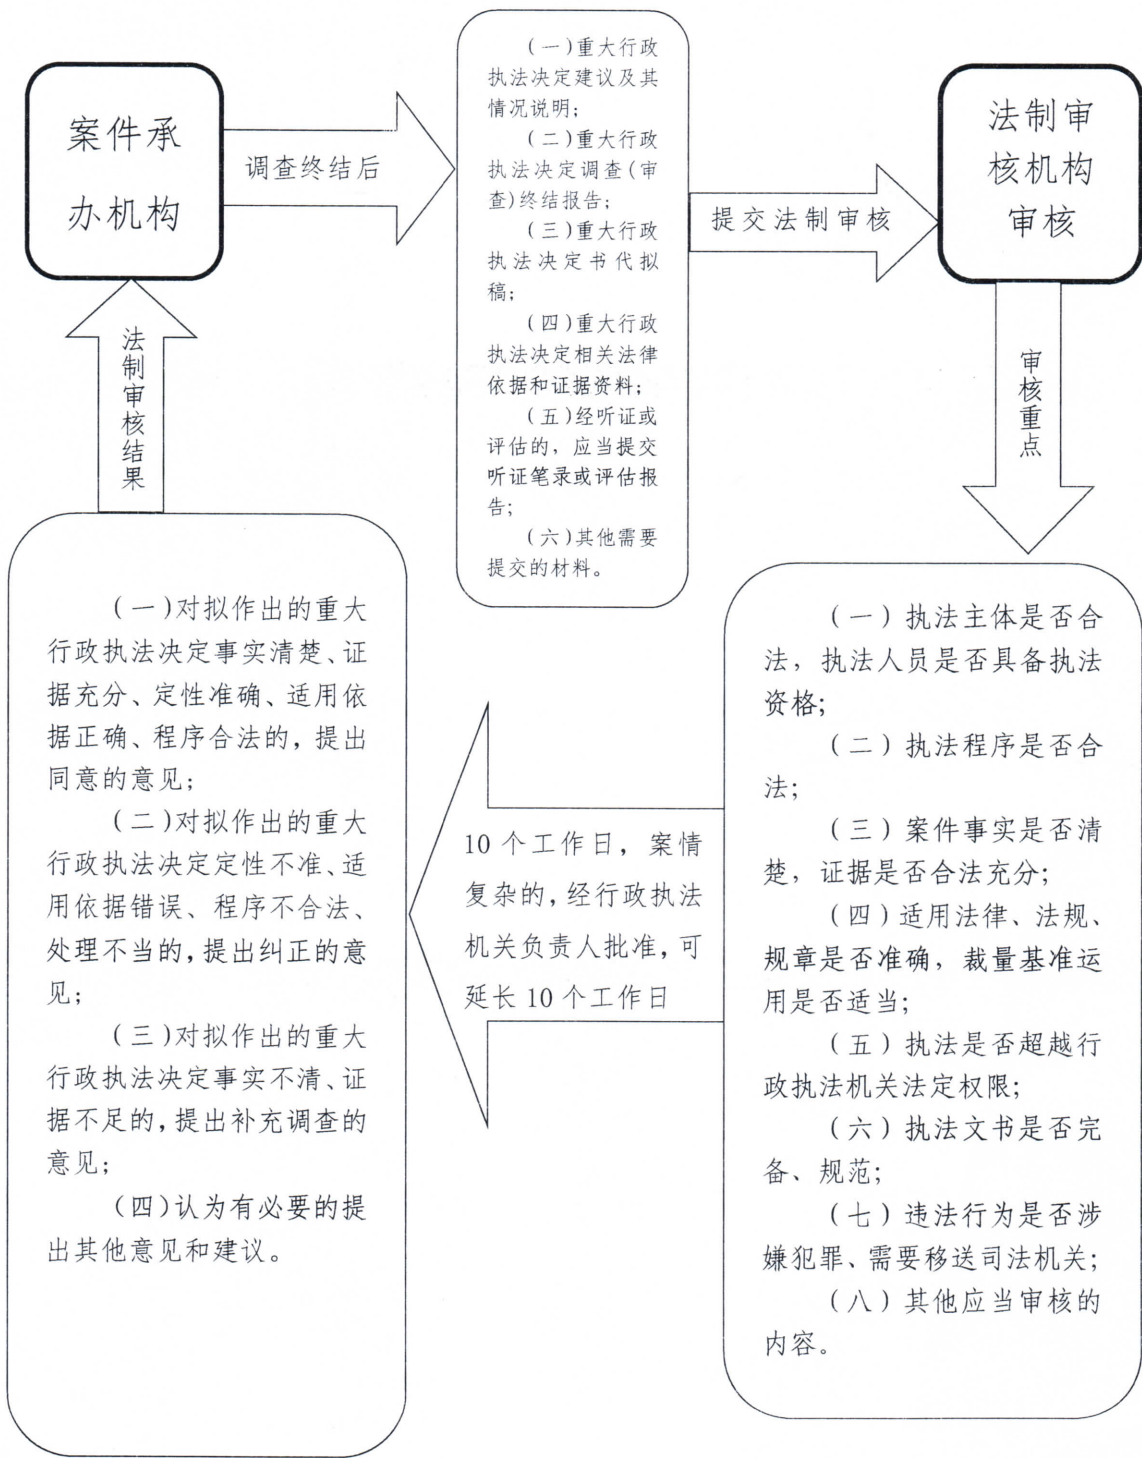 案件承
办机构
调查终结后
（一）重大行政
执法决定建议及其
情况说明；
（二）重大行政
执法决定调查（审
查）终结报告；
（三）重大行政
执法决定书代拟
稿；
（四）重大行政
执法决定相关法律
依据和证据资料；
（五）经听证或
评估的，应当提交
听证笔录或评估报
告；
（六）其他需要
提交的材料。
提交法制审核
法制审
核机构
审核
审核重点
（一）执法主体是否合
法，执法人员是否具备执法
资格；
（二）执法程序是否合
法；
（三）案件事实是否清
楚，证据是否合法充分；
（四）适用法律、法规、
规章是否准确，裁量基准运
用是否适当；
（五）执法是否超越行
政执法机关法定权限；
（六）执法文书是否完
备、规范；
（七）违法行为是否涉
嫌犯罪、需要移送司法机关；
（八）其他应当审核的
内容。
10 个工作日，案情
复杂的，经行政执法
机关负责人批准，可
延长 10 个工作日
（一）对拟作出的重大
行政执法决定事实清楚、证
据充分、定性准确、适用依
据正确、程序合法的，提出
同意的意见；
（二）对拟作出的重大
行政执法决定定性不准、适
用依据错误、程序不合法、
处理不当的，提出纠正的意
见；
（三）对拟作出的重大
行政执法决定事实不清、证
据不足的，提出补充调查的
意见；
（四）认为有必要的提
出其他意见和建议。
法制审核结果